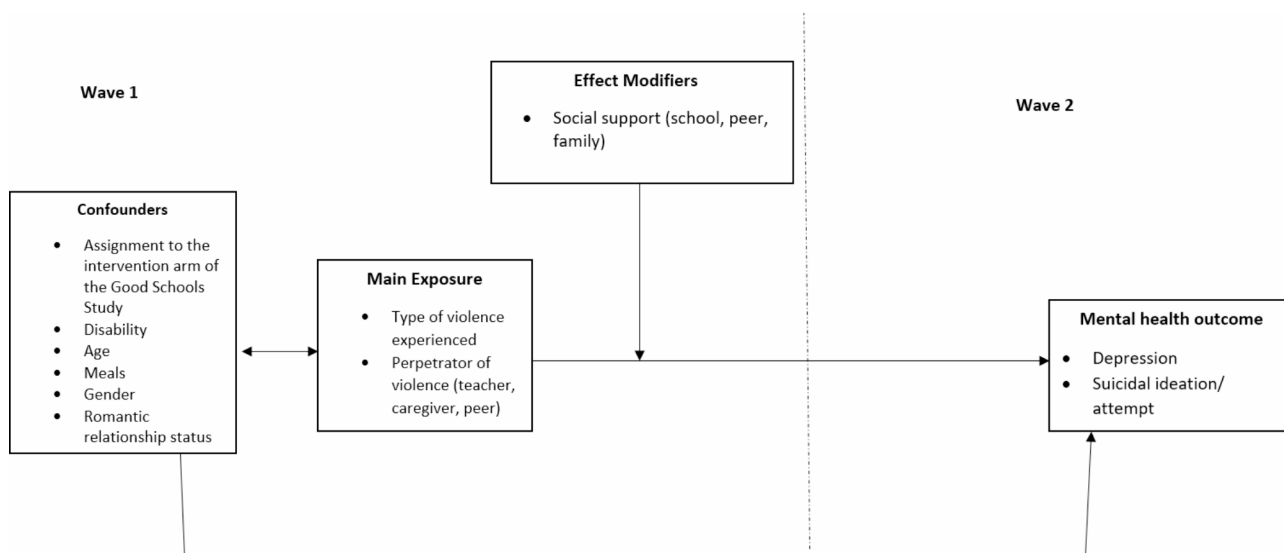 Wave 1
Effect Modifiers
• Social support (school, peer,
family)
Wave 2
Confounders
• Assignment to the
intervention arm of
the Good Schools
Study
• Disability
• Age
• Meals
• Gender
• Romantic
relationship status
Main Exposure
• Type of violence
experienced
• Perpetrator of
violence (teacher,
caregiver, peer)
Mental health outcome
• Depression
• Suicidal ideation/
attempt